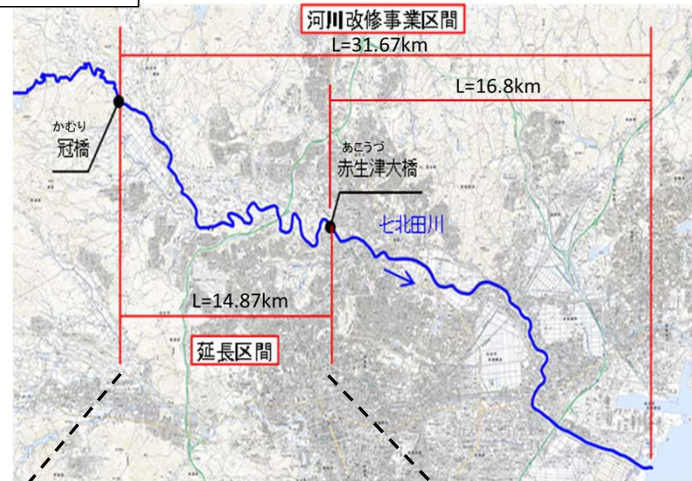 河川改修事業区間
L=31.67km
L=16.8km
かむり
冠橋
あこうづ
赤生津大橋
七北田川
L=14.87km
延長区間